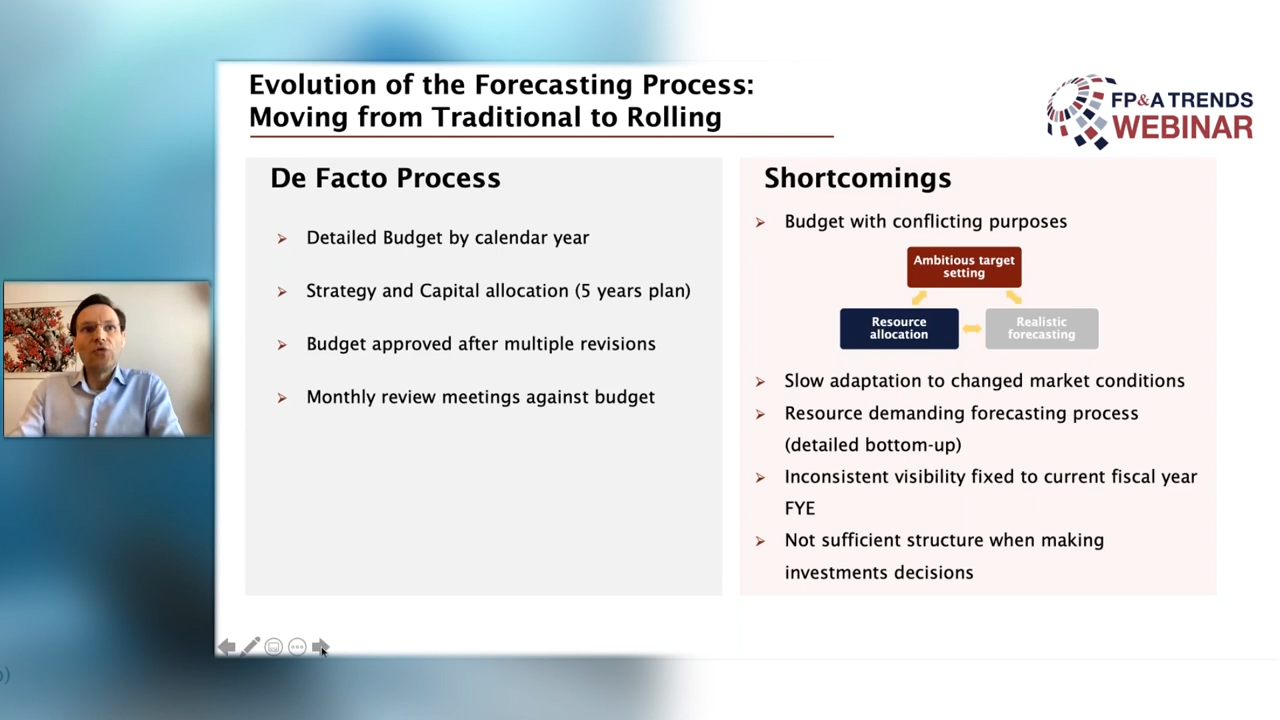 Evolution of the Forecasting Process:
Moving from Traditional to Rolling
FP&A TRENDS
WEBINAR
De Facto Process
Detailed Budget by calendar year
Strategy and Capital allocation (5 years plan)
Budget approved after multiple revisions
Monthly review meetings against budget
Shortcomings
Budget with conflicting purposes
Ambitious target
setting
Resource
allocation
Realistic
forecasting
Slow adaptation to changed market conditions
Resource demanding forecasting process
(detailed bottom-up)
Inconsistent visibility fixed to current fiscal year
FYE
Not sufficient structure when making
investments decisions